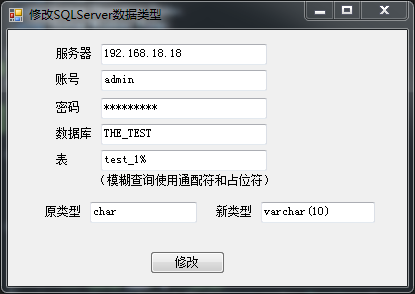 修改SQLServer数据类型
服务器 192.168.18.18
账号 admin
密码 *********
数据库 THE_TEST
表 test_1%
(模糊查询使用通配符和占位符)
原类型 char 新类型 varchar(10)
修改